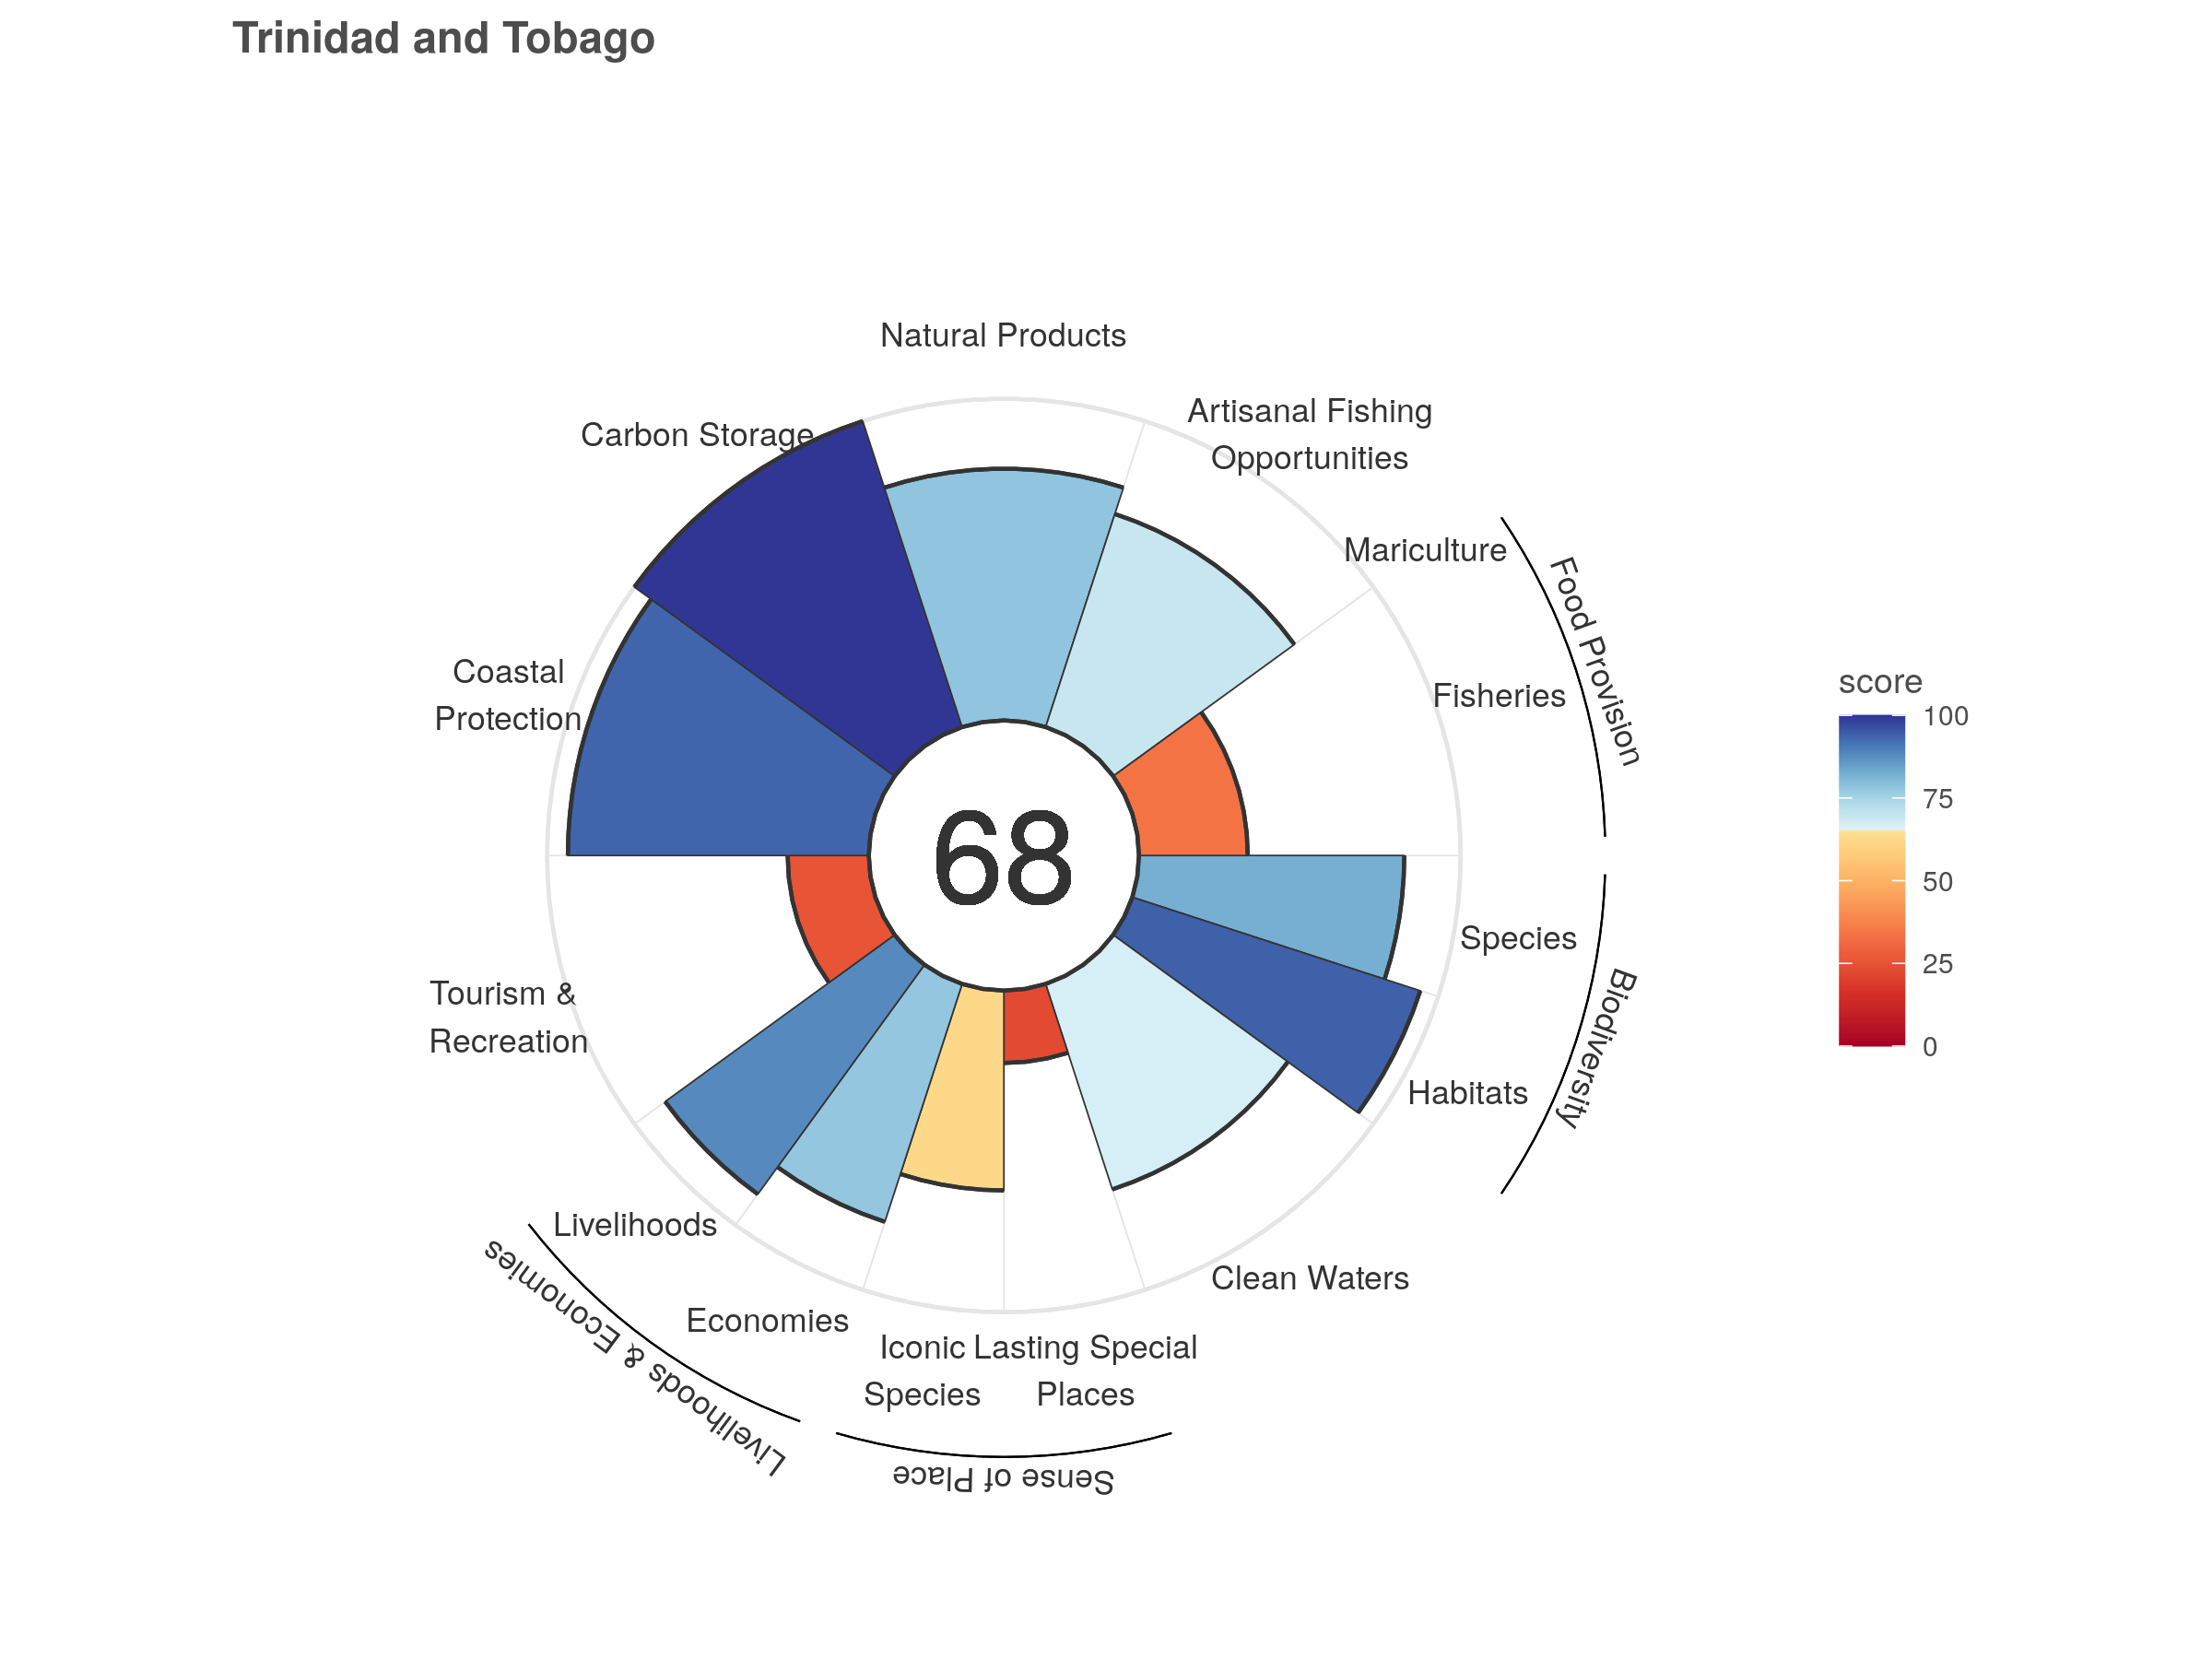 Trinidad and Tobago
Natural Products
Artisanal Fishing
Opportunities
Carbon Storage
Mariculture
Food Provision
Fisheries
Coastal
Protection
score
100
75
50
25
0
68
Species
Biodiversity
Habitats
Tourism &
Recreation
Livelihoods
Livelihoods & Economies
Economies
Clean Waters
Iconic
Species
Lasting Special
Places
Sense of Place